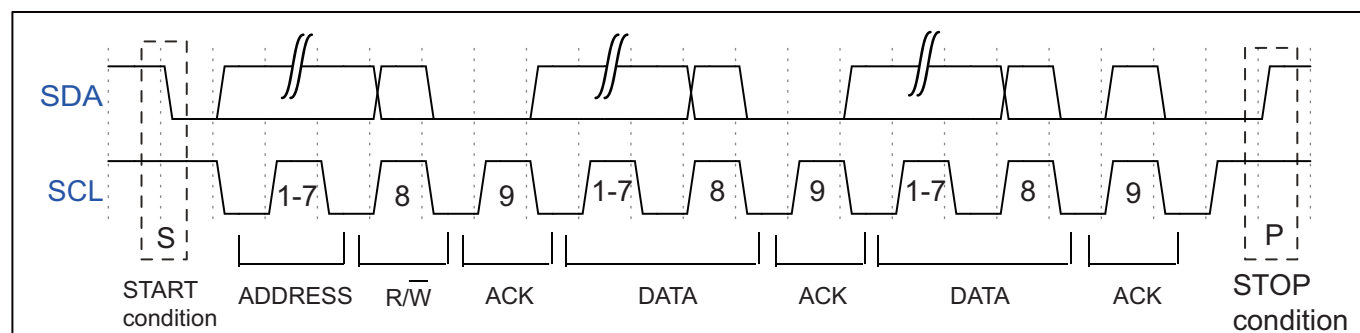 SDA
SCL
1-7 8 9 1-7 8 9 1-7 8 9
S P
START
condition
ADDRESS R/W̅ ACK DATA ACK DATA ACK
STOP
condition